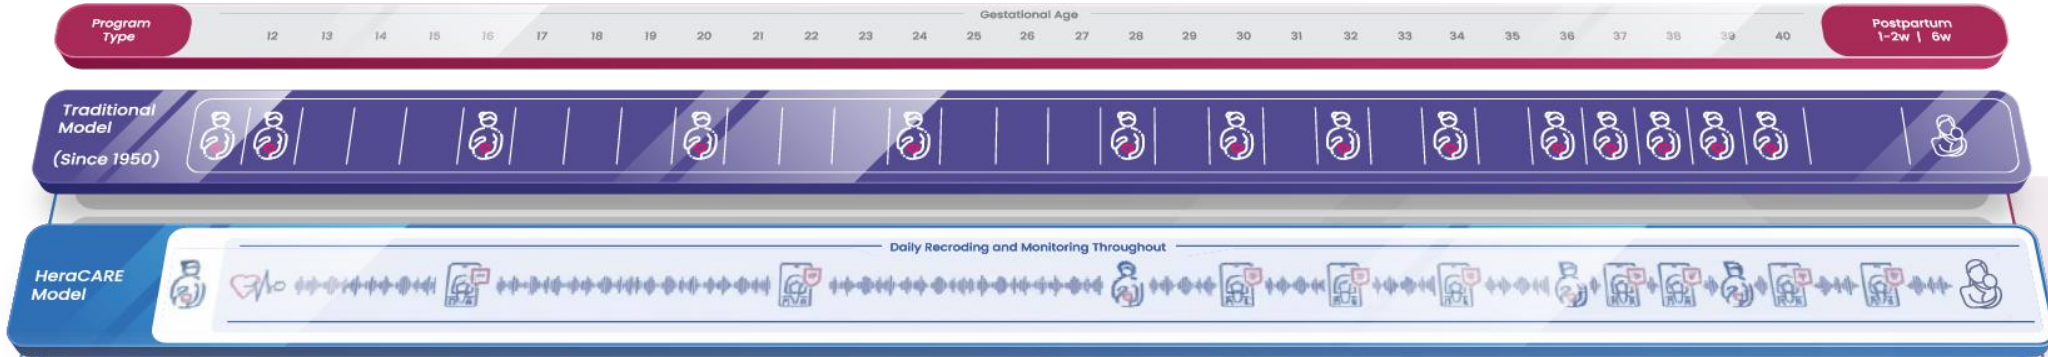 Program
Type
Gestational Age
12 13 14 15 16 17 18 19 20 21 22 23 24 25 26 27 28 29 30 31 32 33 34 35 36 37 38 39 40
Postpartum
1-2w | 6w
Traditional
Model
(Since 1950)
Daily Recroding and Monitoring Throughout
HeraCARE
Model